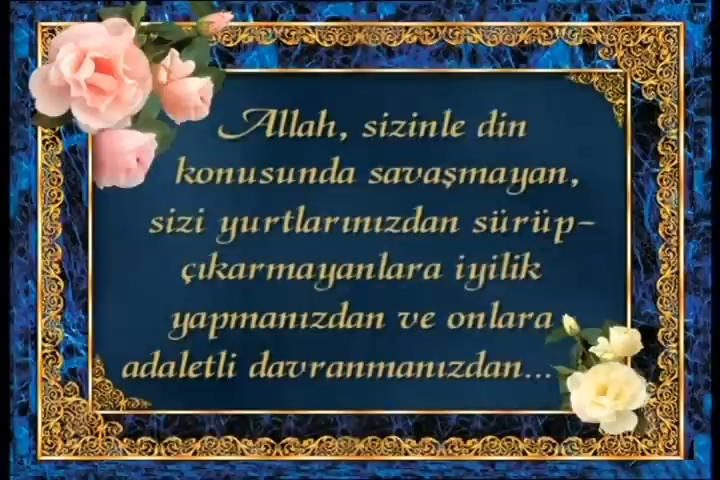 Allah, sizinle din
konusunda savaşmayan,
sizi yurtlarınızdan sürüp-
çıkarmayanlara iyilik
yapmanızdan ve onlara
adaletli davranmanızdan...